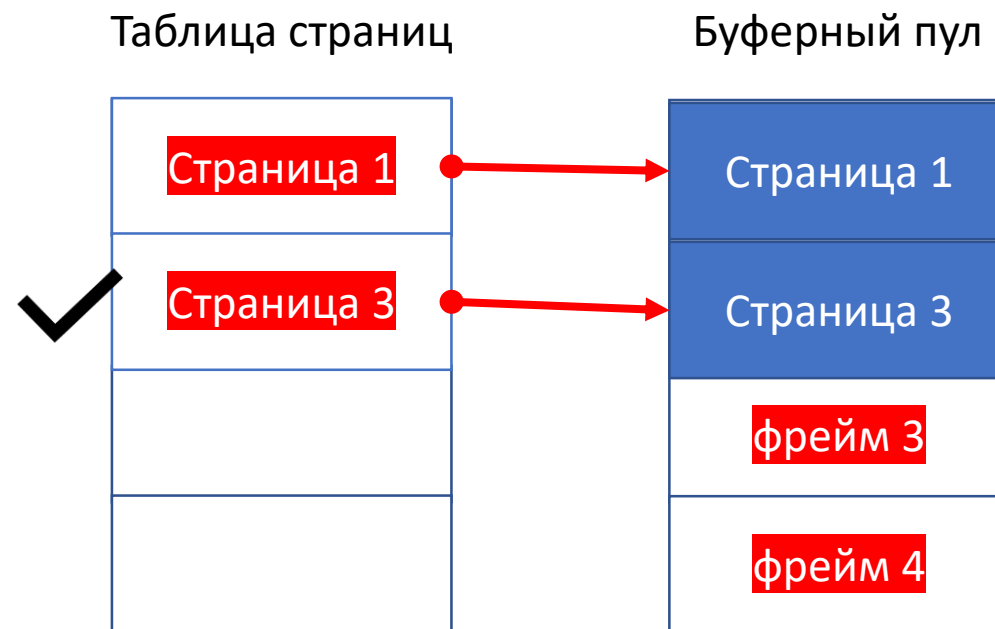 Таблица страниц
Буферный пул
Страница 1
Страница 1
Страница 3
Страница 3
фрейм 3
фрейм 4